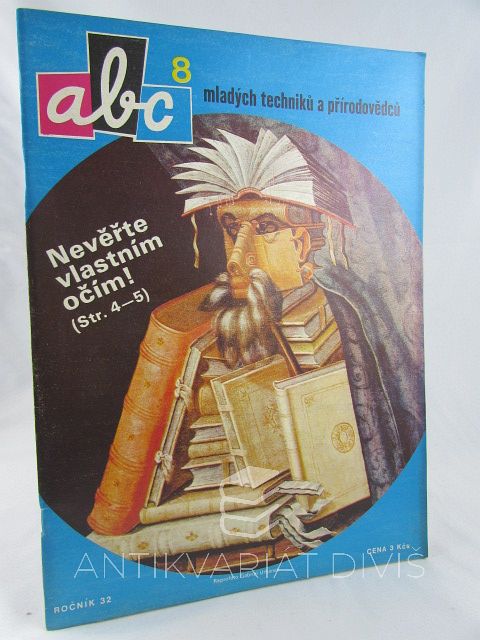 abc
8
mladých techniků a přírodovědců
Nevěřte
vlastním
očím!
(Str. 4—5)
ANTIKVARIÁT DIVIŠ
CENA 3 Kčs
ROČNÍK 32